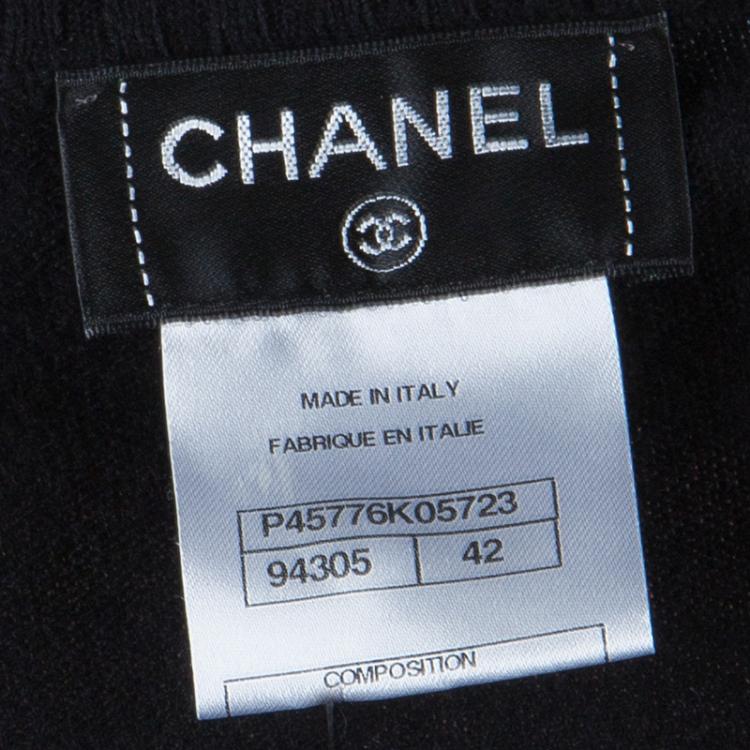 CHANEL
MADE IN ITALY
FABRIQUE EN ITALIE
P45776K05723
94305 42
COMPOSITION